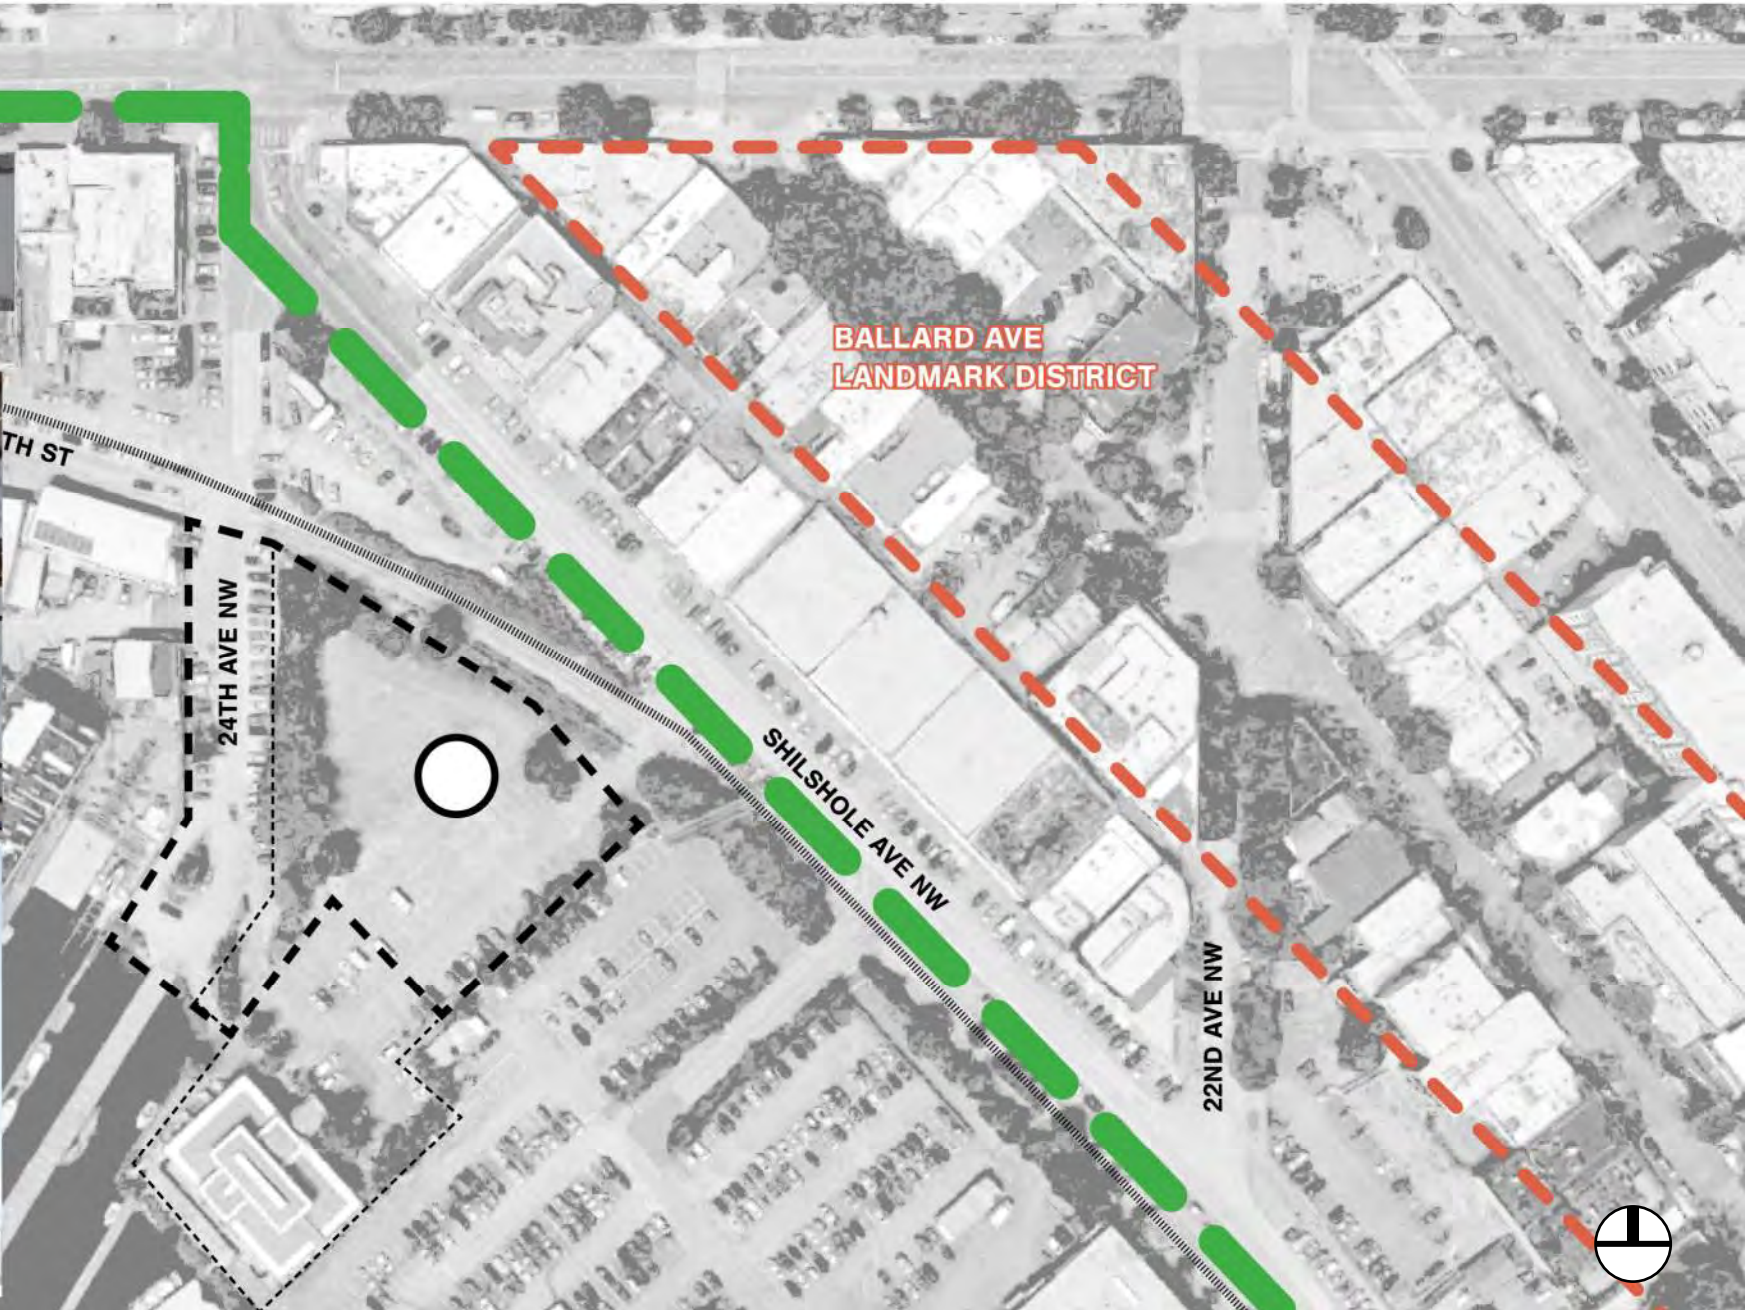 BALLARD AVE
LANDMARK DISTRICT
TH ST
24TH AVE NW
SHILSHOLE AVE NW
22ND AVE NW